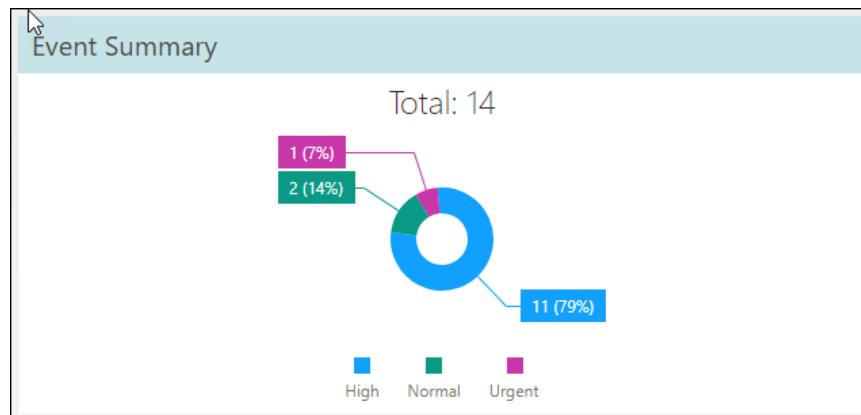 Event Summary
Total: 14
1 (7%)
2 (14%)
11 (79%)
High Normal Urgent